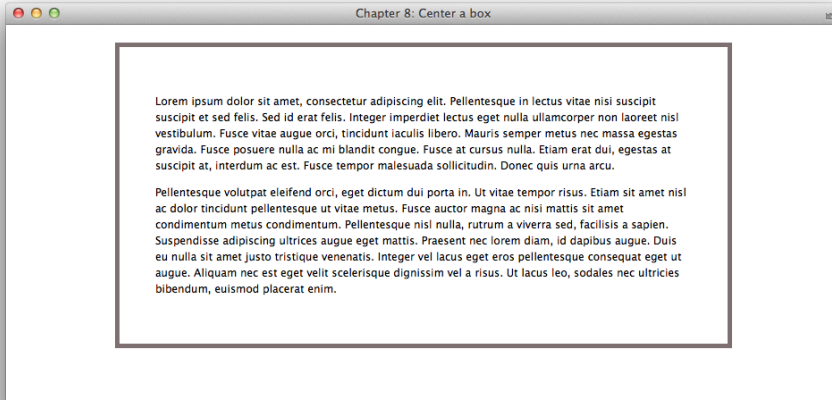 Chapter 8: Center a box
Lorem ipsum dolor sit amet, consectetur adipiscing elit. Pellentesque in lectus vitae nisi suscipit
suscipit et sed felis. Sed id erat felis. Integer imperdiet lectus eget nulla ullamcorper non laoreet nisl
vestibulum. Fusce vitae augue orci, tincidunt iaculis libero. Mauris semper metus nec massa egestas
gravida. Fusce posuere nulla ac mi blandit congue. Fusce at cursus nulla. Etiam erat dui, egestas at
suscipit at, interdum ac est. Fusce tempor malesuada sollicitudin. Donec quis urna arcu.
Pellentesque volutpat eleifend orci, eget dictum dui porta in. Ut vitae tempor risus. Etiam sit amet nisl
ac dolor tincidunt pellentesque ut vitae metus. Fusce auctor magna ac nisi mattis sit amet
condimentum metus condimentum. Pellentesque nisl nulla, rutrum a viverra sed, facilisis a sapien.
Suspendisse adipiscing ultrices augue eget mattis. Praesent nec lorem diam, id dapibus augue. Duis
eu nulla sit amet justo tristique venenatis. Integer vel lacus eget eros pellentesque consequat eget ut
augue. Aliquam nec est eget velit scelerisque dignissim vel a risus. Ut lacus leo, sodales nec ultricies
bibendum, euismod placerat enim.